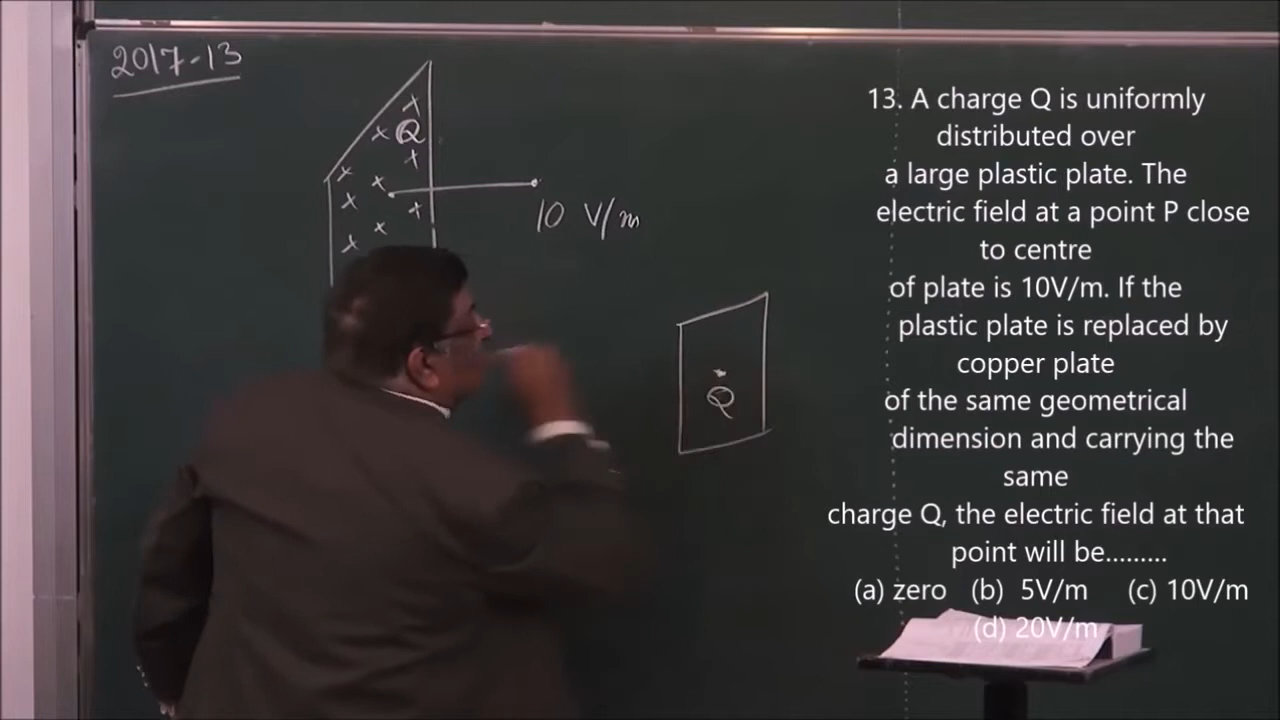 2017-13
Q
10 V/m
Q
13. A charge Q is uniformly
distributed over
a large plastic plate. The
electric field at a point P close
to centre
of plate is 10V/m. If the
plastic plate is replaced by
copper plate
of the same geometrical
dimension and carrying the
same
charge Q, the electric field at that
point will be.........
(a) zero (b) 5V/m (c) 10V/m
(d) 20V/m